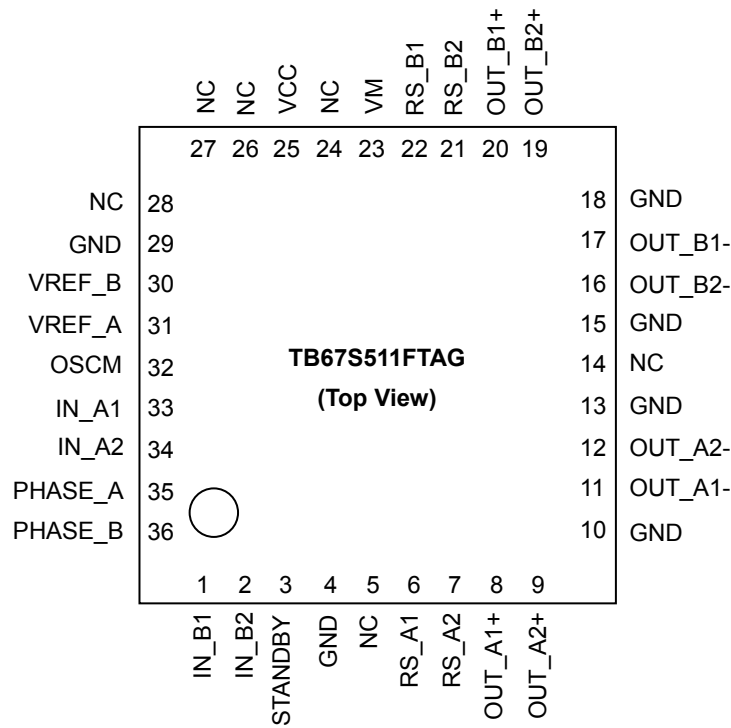 NC NC VCC NC VM RS_B1 RS_B2 OUT_B1+ OUT_B2+
27 26 25 24 23 22 21 20 19
NC 28 18 GND
GND 29 17 OUT_B1-
VREF_B 30 16 OUT_B2-
VREF_A 31 15 GND
TB67S511FTAG
OSCM 32 14 NC
(Top View)
IN_A1 33 13 GND
IN_A2 34 12 OUT_A2-
PHASE_A 35 11 OUT_A1-
PHASE_B 36 10 GND
1 2 3 4 5 6 7 8 9
IN_B1 IN_B2 STANDBY GND NC RS_A1 RS_A2 OUT_A1+ OUT_A2+